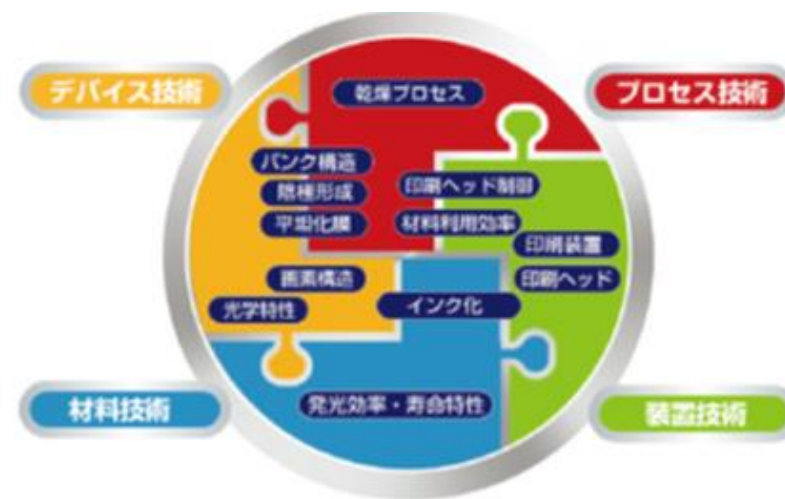 デバイス技術
プロセス技術
乾燥プロセス
バンク構造
陰極形成
平坦化膜
印刷ヘッド制御
材料利用効率
印刷装置
印刷ヘッド
画素構造
光学特性
インク化
発光効率・寿命特性
材料技術
装置技術